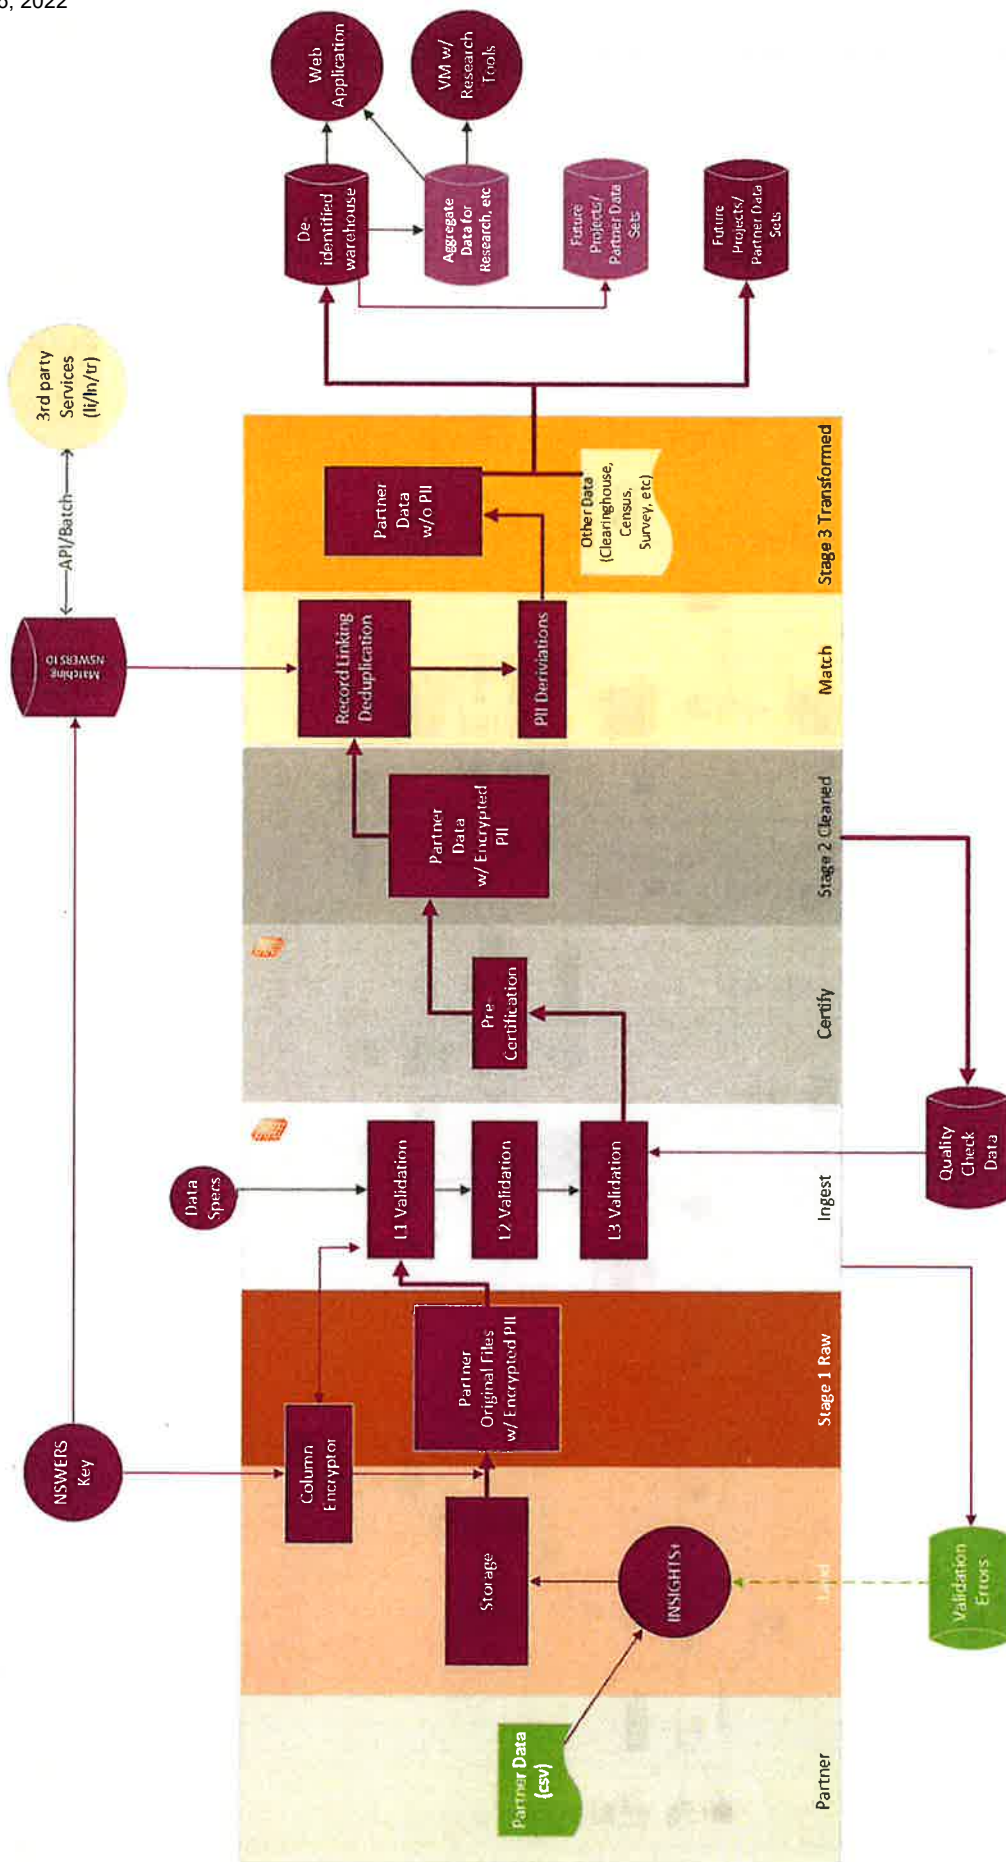 5, 2022
Web
Application
VM w/
Research
Tools
De-
identified
warehouse
Aggregate
Data for
Research, etc
Future
Projects/
Partner Data
Sets
Future
Projects/
Partner Data
Sets
3rd party
Services
(li/ln/tr)
API/Batch
Matching
NSWERS ID
Partner
Data
w/o PII
Other Data
(Clearinghouse,
Census,
Survey, etc)
Stage 3 Transformed
Record Linking
Deduplication
PII Deriviations
Match
Partner
Data
w/ Encrypted
PII
Stage 2 Cleaned
Pre-
Certification
Certify
Data
Specs
L1 Validation
L2 Validation
L3 Validation
Ingest
Quality
Check
Data
NSWERS
Key
Column
Encryptor
Partner
Original Files
w/ Encrypted PII
Stage 1 Raw
Storage
INSIGHTS+
Land
Validation
Errors
Partner Data
(csv)
Partner